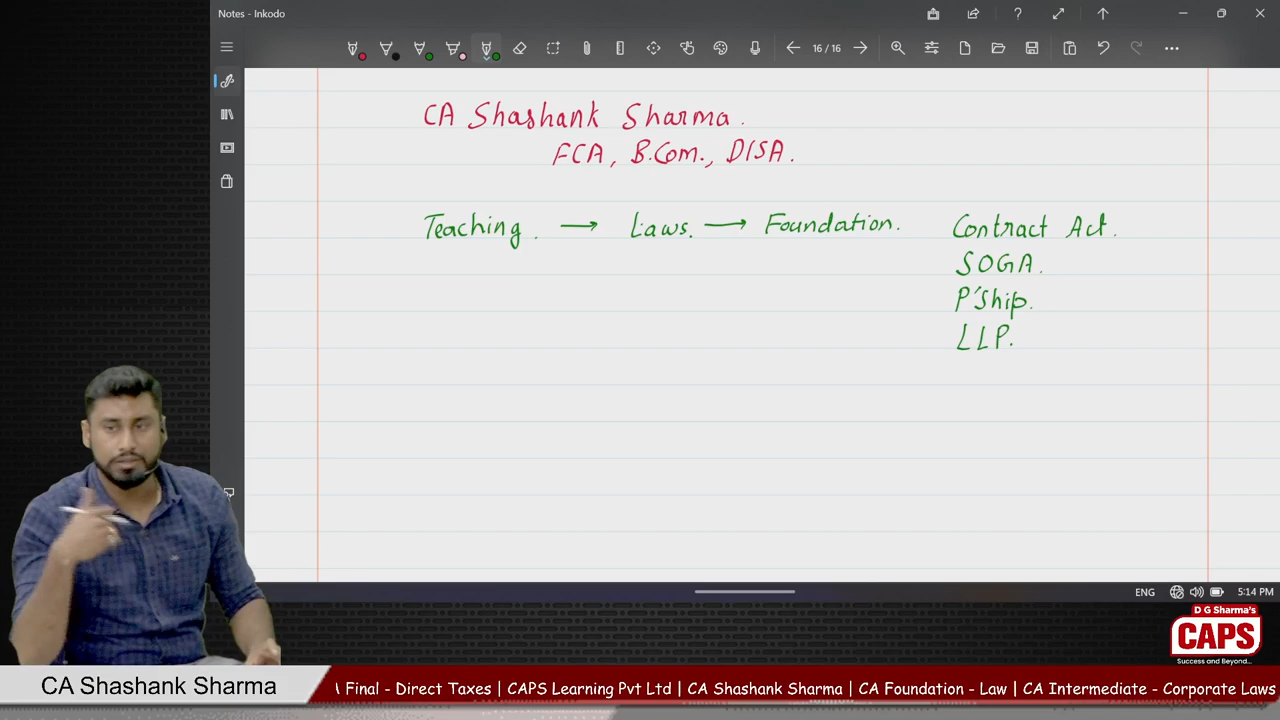 Notes - Inkodo
16/16
CA Shashank Sharma.
FCA, B.Com., DISA.
Teaching. → Laws. → Foundation. Contract Act.
SOGA.
P'Ship.
LLP.
ENG 5:14 PM
D G Sharma's
CAPS
Success and Beyond...
CA Shashank Sharma
Final - Direct Taxes | CAPS Learning Pvt Ltd | CA Shashank Sharma | CA Foundation - Law | CA Intermediate - Corporate Laws